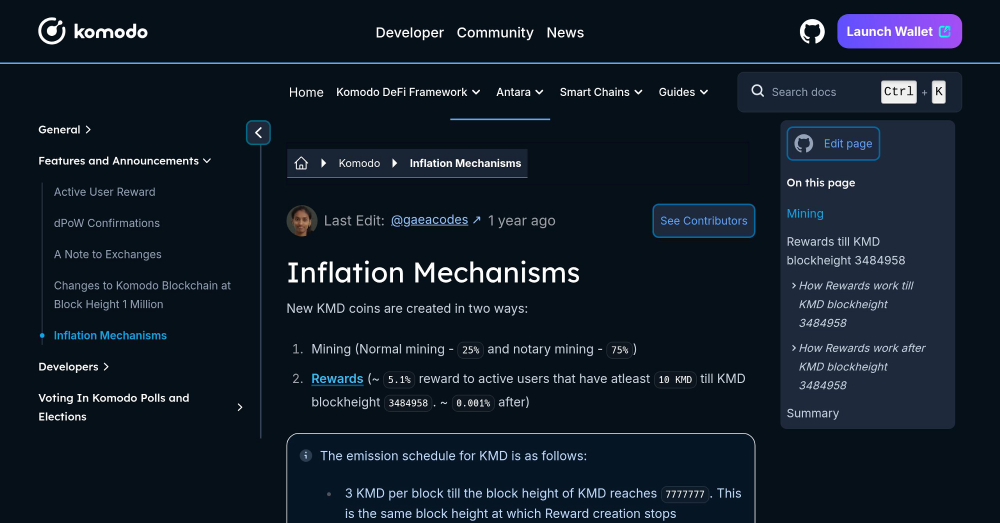 komodo
Developer Community News
Launch Wallet
Home Komodo DeFi Framework Antara Smart Chains Guides
Search docs Ctrl + K
General
Features and Announcements
Active User Reward
dPoW Confirmations
A Note to Exchanges
Changes to Komodo Blockchain at
Block Height 1 Million
Inflation Mechanisms
Developers
Voting In Komodo Polls and
Elections
Komodo Inflation Mechanisms
Last Edit: @gaeacodes ↗ 1 year ago
See Contributors
Inflation Mechanisms
New KMD coins are created in two ways:
1. Mining (Normal mining - 25% and notary mining - 75% )
2. Rewards (~ 5.1% reward to active users that have atleast 10 KMD till KMD
blockheight 3484958 . ~ 0.001% after)
The emission schedule for KMD is as follows:
3 KMD per block till the block height of KMD reaches 7777777 . This
is the same block height at which Reward creation stops
Edit page
On this page
Mining
Rewards till KMD
blockheight 3484958
How Rewards work till
KMD blockheight
3484958
How Rewards work after
KMD blockheight
3484958
Summary